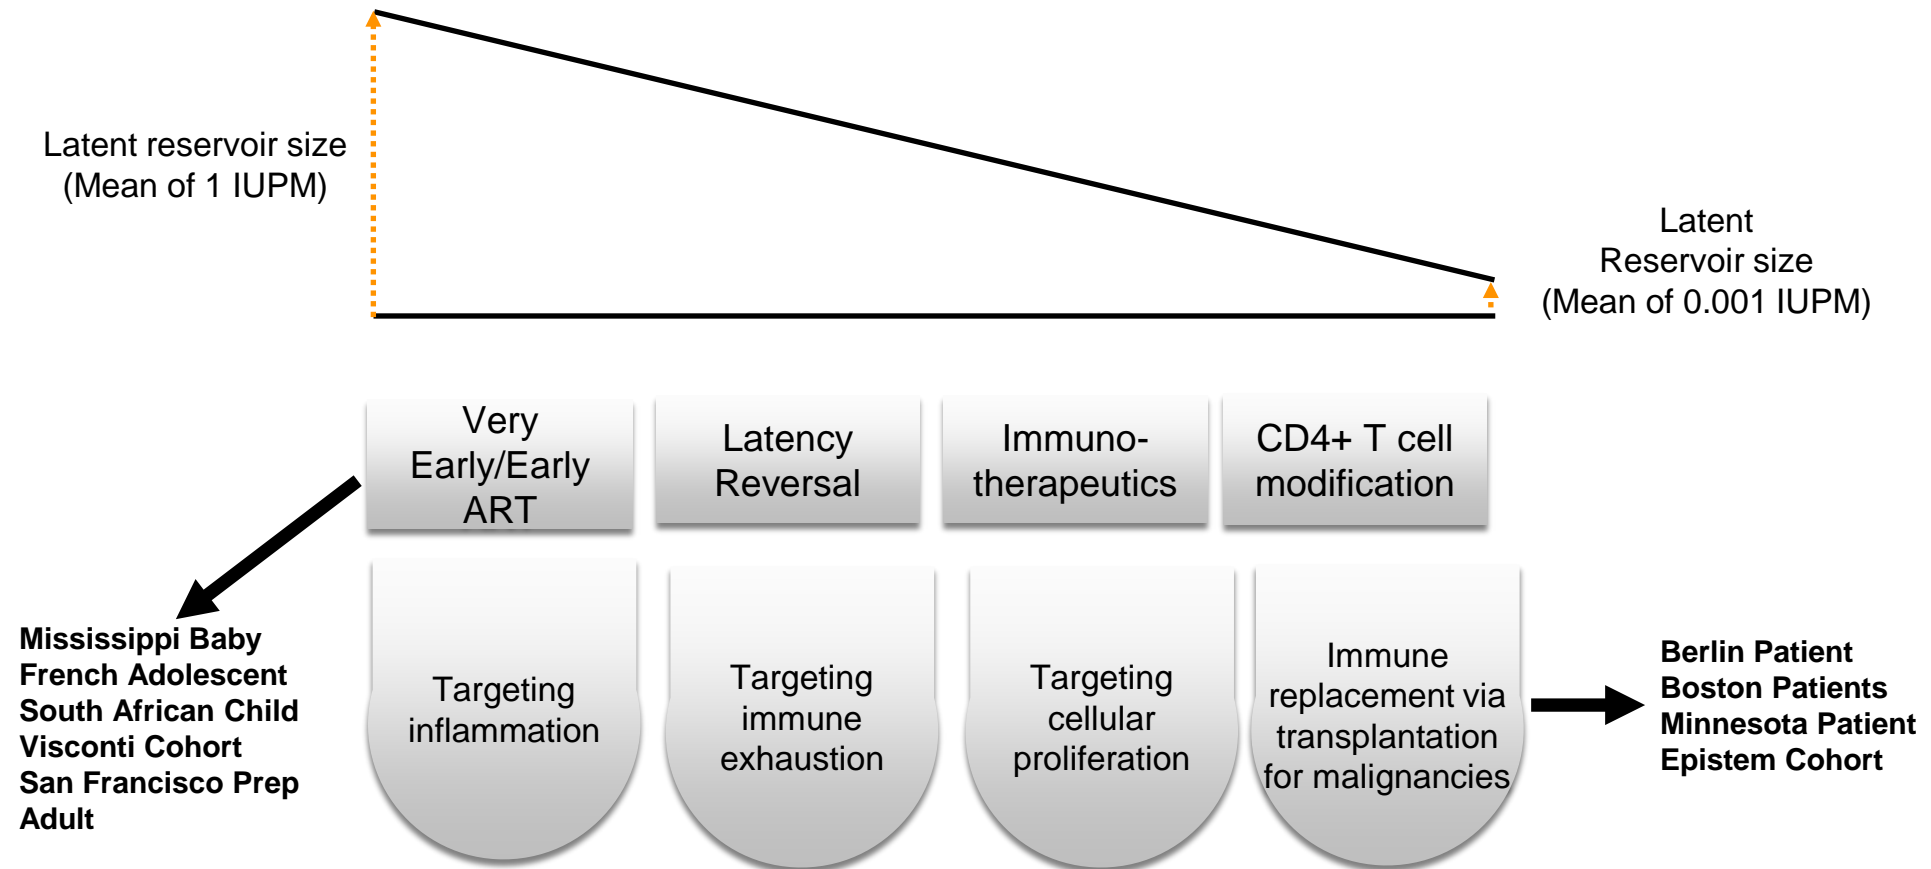 Latent reservoir size
(Mean of 1 IUPM)
Latent
Reservoir size
(Mean of 0.001 IUPM)
Very
Early/Early
ART
Latency
Reversal
Immuno-
therapeutics
CD4+ T cell
modification
Mississippi Baby
French Adolescent
South African Child
Visconti Cohort
San Francisco Prep
Adult
Targeting
inflammation
Targeting
immune
exhaustion
Targeting
cellular
proliferation
Immune
replacement via
transplantation
for malignancies
Berlin Patient
Boston Patients
Minnesota Patient
Epistem Cohort